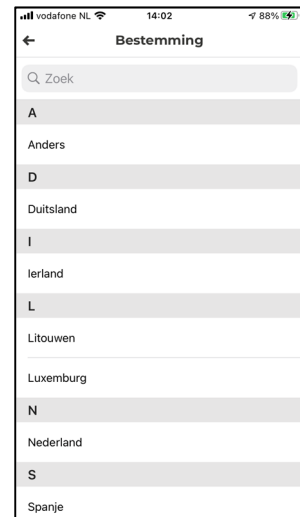 vodafone NL 14:02 88%
Bestemming
Zoek
A
Anders
D
Duitsland
I
Ierland
L
Litouwen
Luxemburg
N
Nederland
S
Spanje